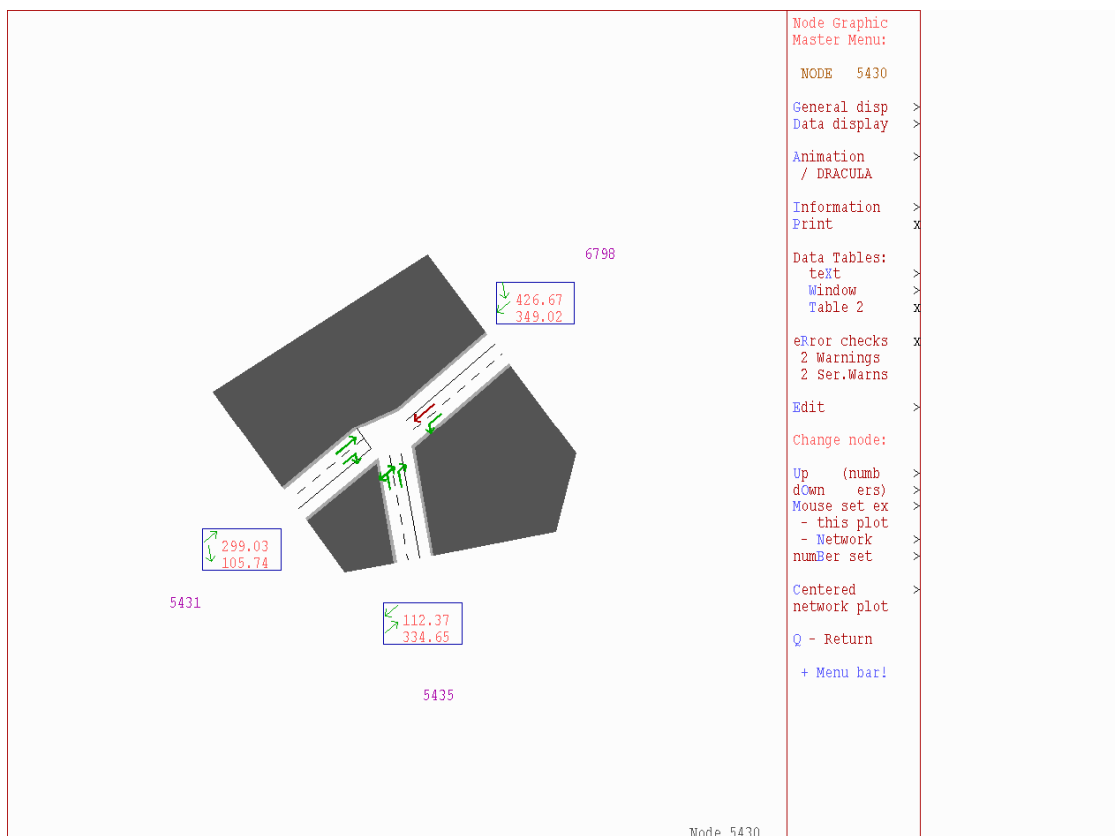 6798
426.67
349.02
299.03
105.74
5431
112.37
334.65
5435
Node 5430
Node Graphic
Master Menu:
NODE 5430
General disp >
Data display >
Animation >
/ DRACULA
Information >
Print x
Data Tables:
teXt >
Window >
Table 2 x
eRror checks x
2 Warnings
2 Ser.Warns
Edit >
Change node:
Up (numb >
dOwn ers) >
Mouse set ex >
- this plot
- Network >
numBer set >
Centered >
network plot
Q - Return
+ Menu bar!